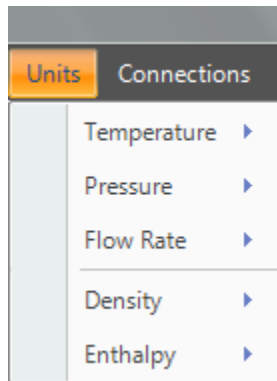 Units Connections
Temperature
Pressure
Flow Rate
Density
Enthalpy